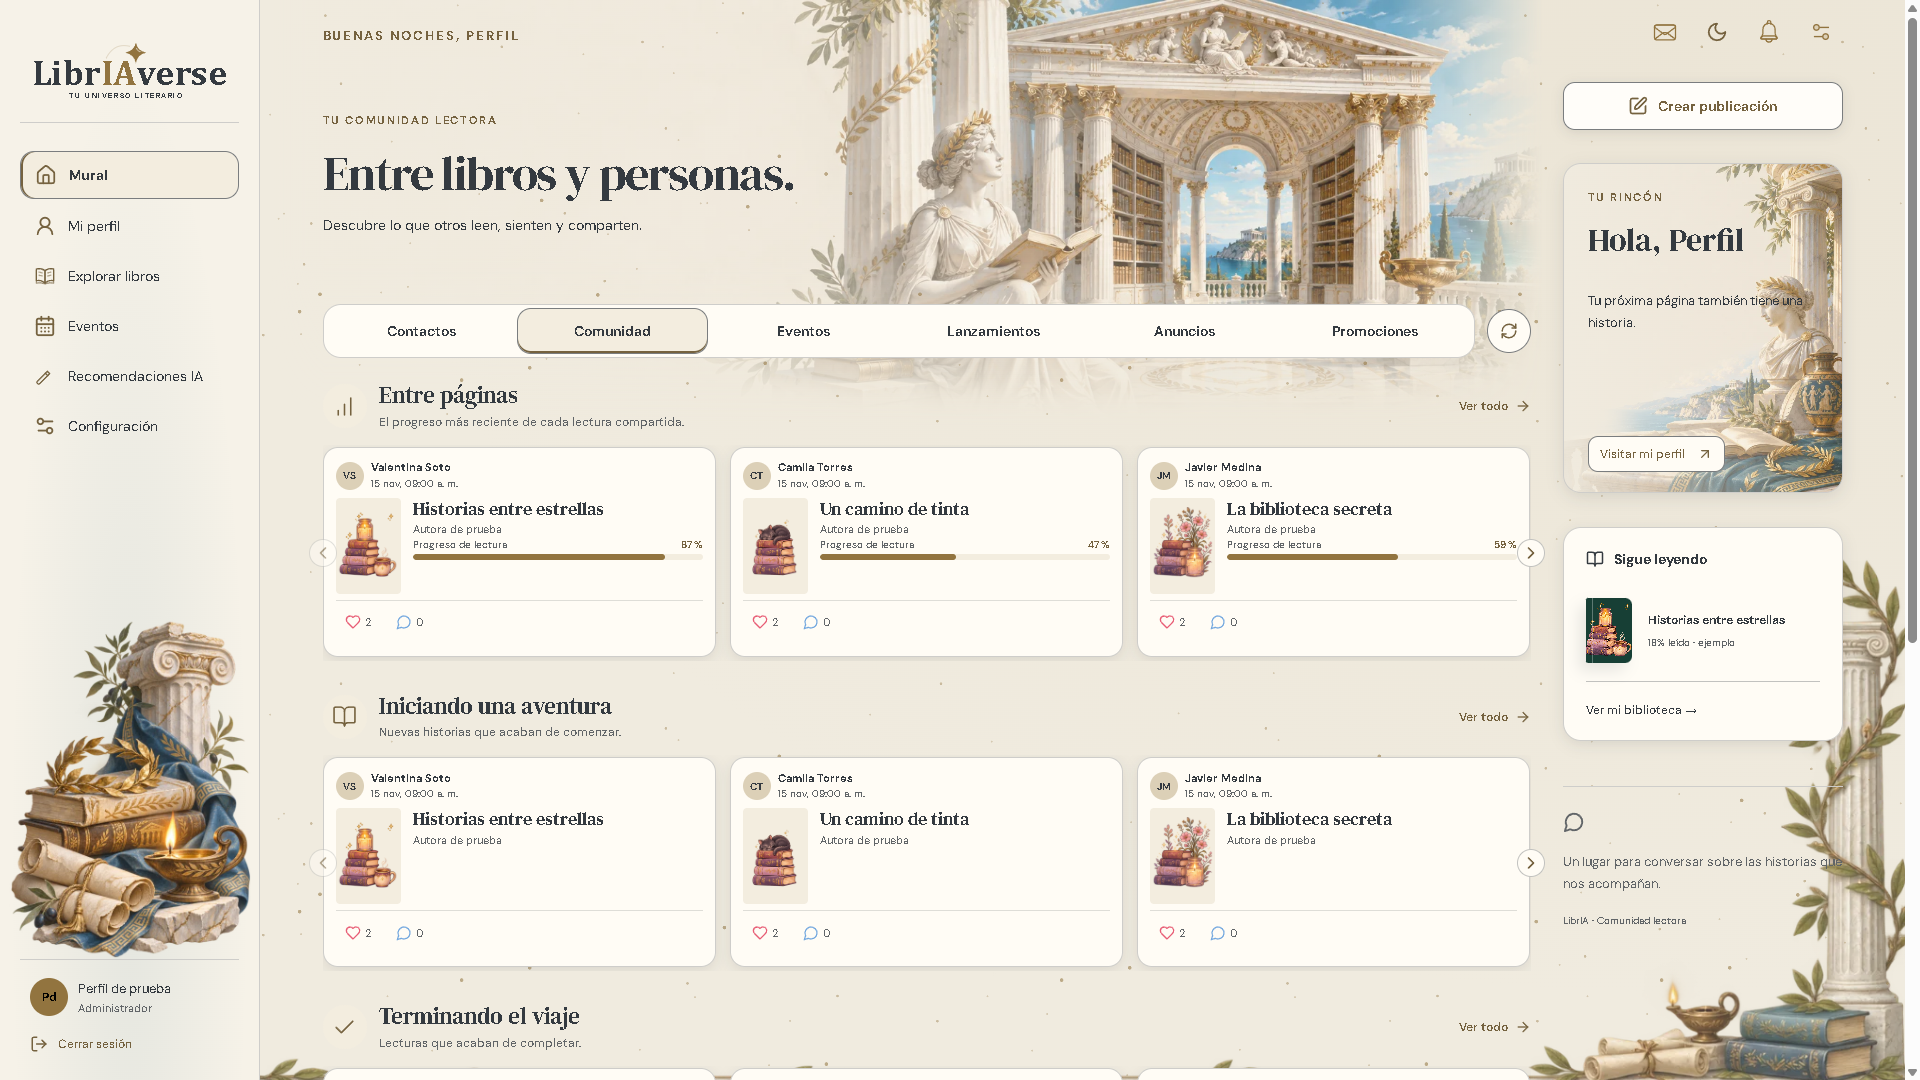 LibrIAverse
TU UNIVERSO LITERARIO
Mural
Mi perfil
Explorar libros
Eventos
Recomendaciones IA
Configuración
Pd
Perfil de prueba
Administrador
Cerrar sesión
BUENAS NOCHES, PERFIL
TU COMUNIDAD LECTORA
Entre libros y personas.
Descubre lo que otros leen, sienten y comparten.
Contactos
Comunidad
Eventos
Lanzamientos
Anuncios
Promociones
Entre páginas
El progreso más reciente de cada lectura compartida.
Ver todo
VS
Valentina Soto
15 nov, 09:00 a. m.
Historias entre estrellas
Autora de prueba
Progreso de lectura 87%
2 0
CT
Camila Torres
15 nov, 09:00 a. m.
Un camino de tinta
Autora de prueba
Progreso de lectura 47%
2 0
JM
Javier Medina
15 nov, 09:00 a. m.
La biblioteca secreta
Autora de prueba
Progreso de lectura 59%
2 0
Iniciando una aventura
Nuevas historias que acaban de comenzar.
Ver todo
VS
Valentina Soto
15 nov, 09:00 a. m.
Historias entre estrellas
Autora de prueba
2 0
CT
Camila Torres
15 nov, 09:00 a. m.
Un camino de tinta
Autora de prueba
2 0
JM
Javier Medina
15 nov, 09:00 a. m.
La biblioteca secreta
Autora de prueba
2 0
Terminando el viaje
Lecturas que acaban de completar.
Ver todo
Crear publicación
TU RINCÓN
Hola, Perfil
Tu próxima página también tiene una
historia.
Visitar mi perfil
Sigue leyendo
Historias entre estrellas
18% leído · ejemplo
Ver mi biblioteca →
Un lugar para conversar sobre las historias que
nos acompañan.
LibrIA · Comunidad lectora